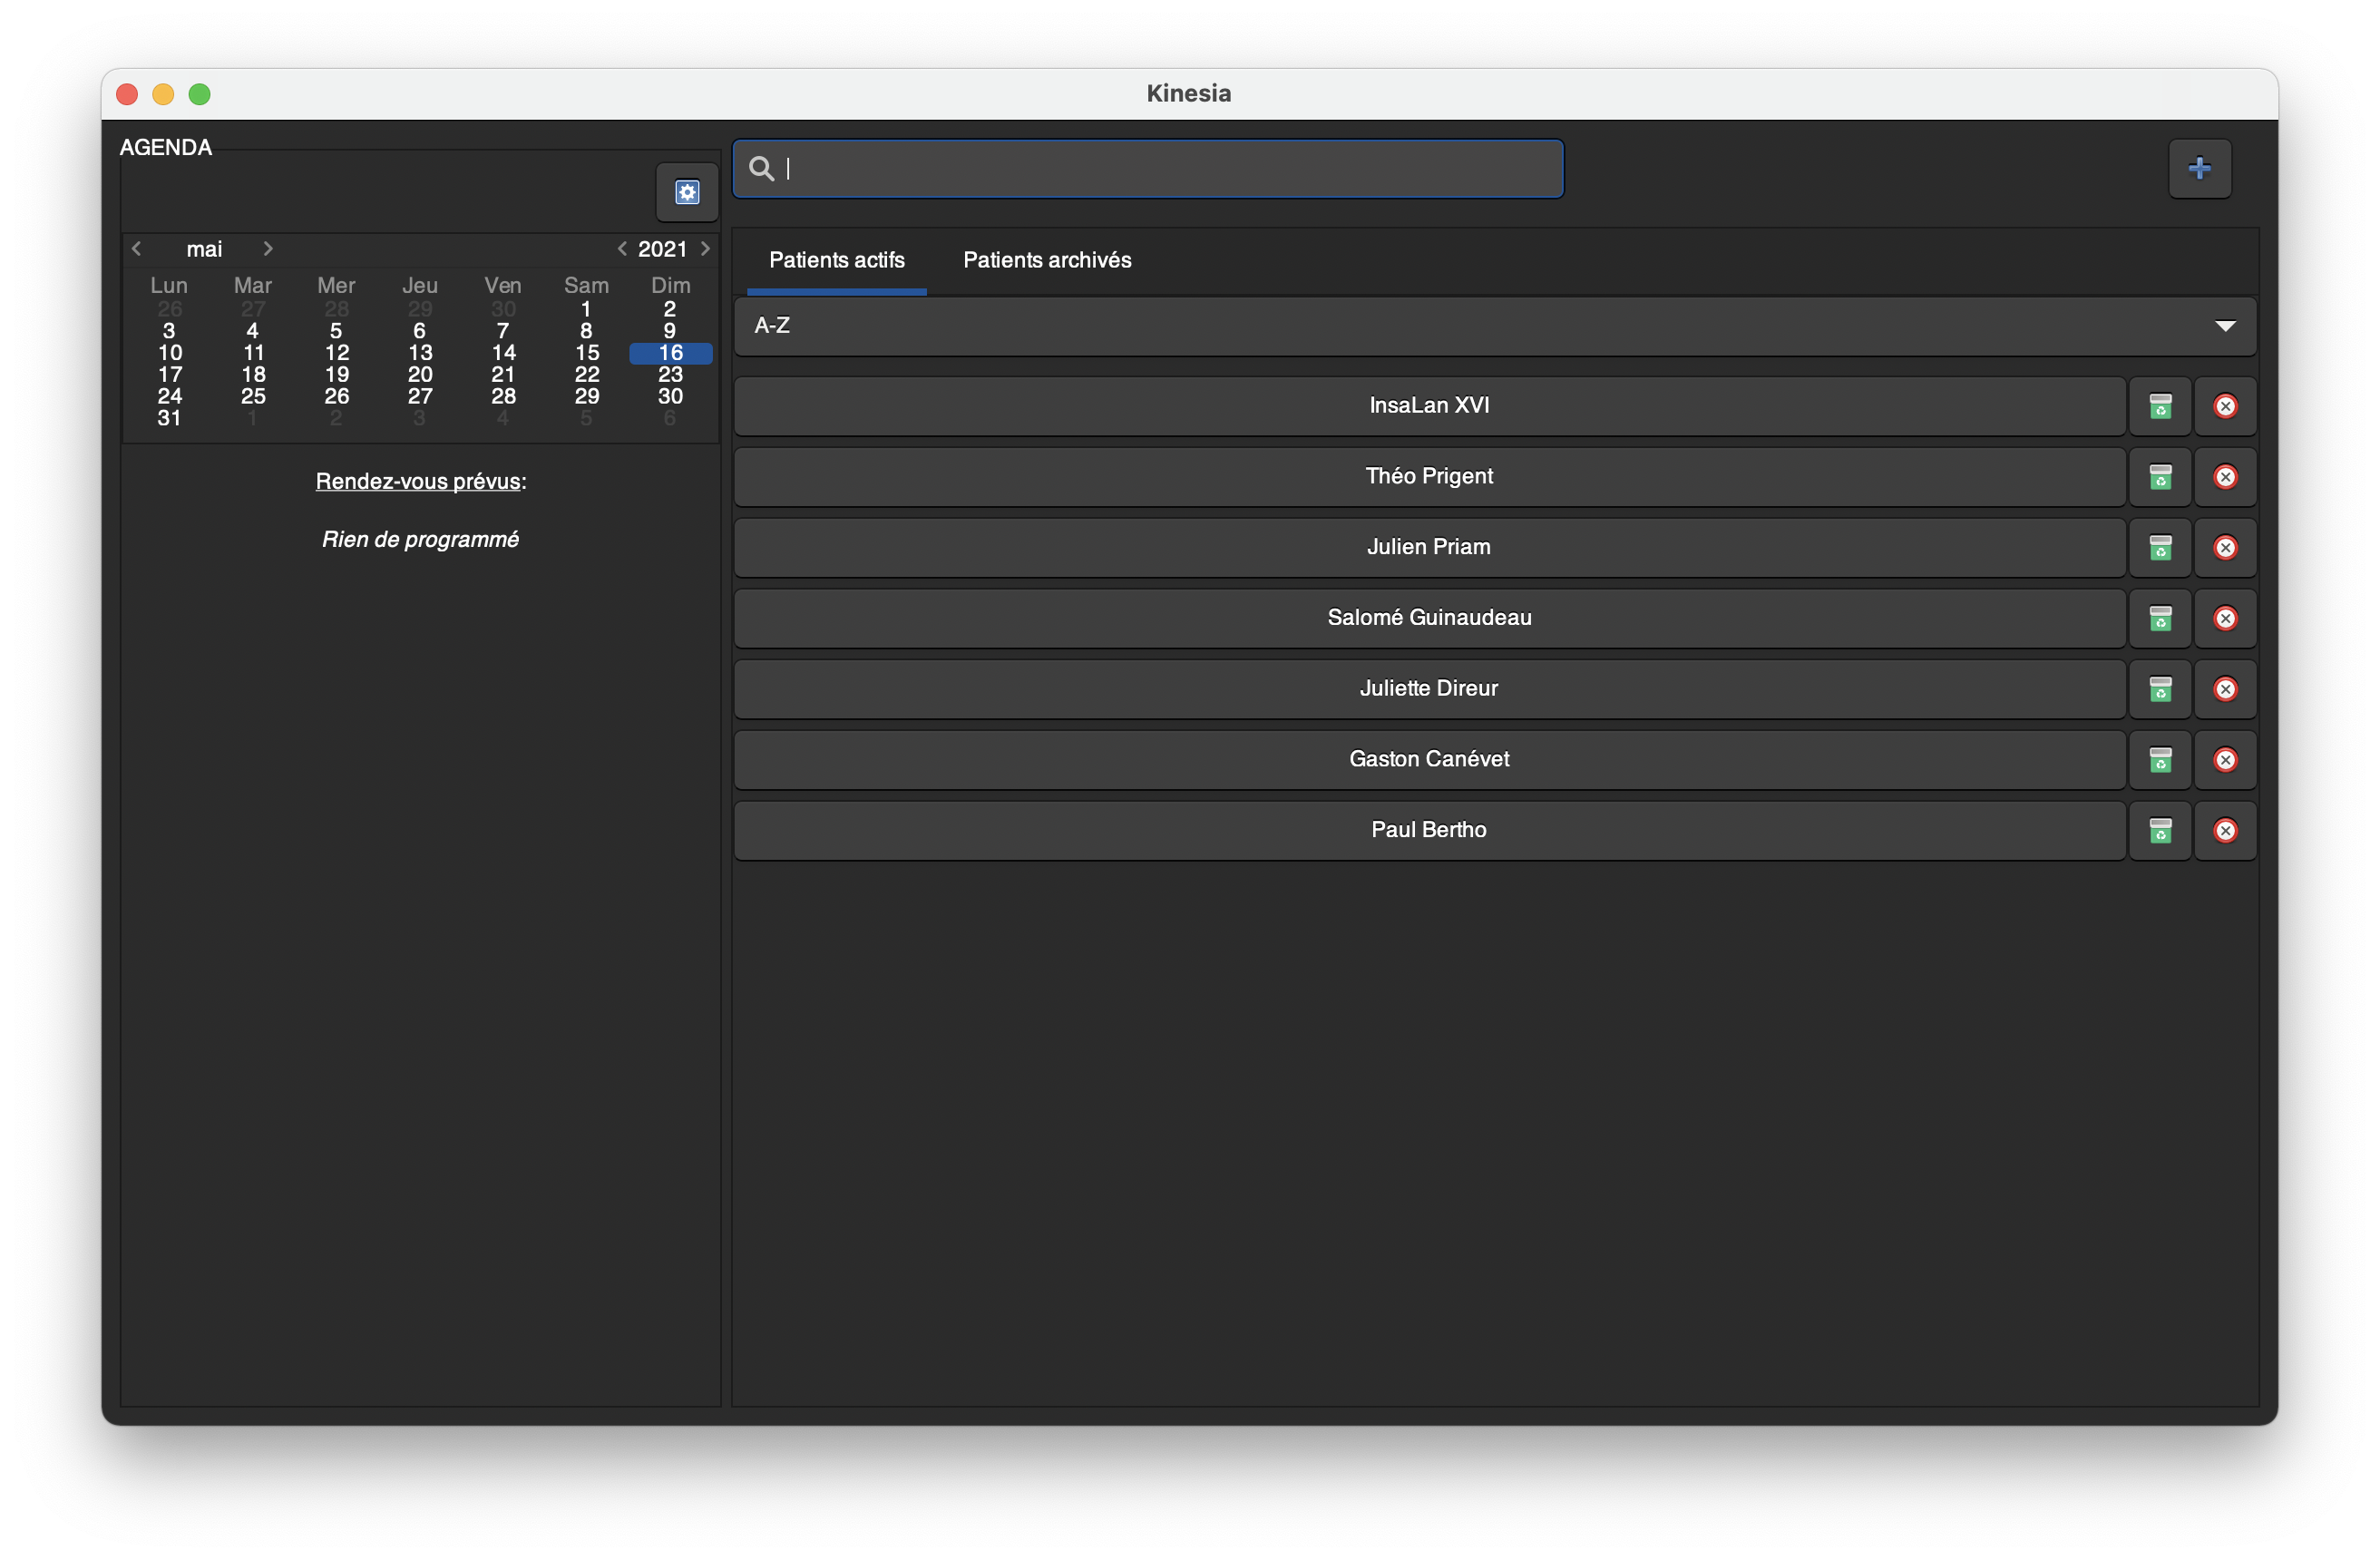 Kinesia
AGENDA
mai 2021
Lun Mar Mer Jeu Ven Sam Dim
26 27 28 29 30 1 2
3 4 5 6 7 8 9
10 11 12 13 14 15 16
17 18 19 20 21 22 23
24 25 26 27 28 29 30
31 1 2 3 4 5 6
Rendez-vous prévus:
Rien de programmé
Patients actifs Patients archivés
A-Z
InsaLan XVI
Théo Prigent
Julien Priam
Salomé Guinaudeau
Juliette Direur
Gaston Canévet
Paul Bertho